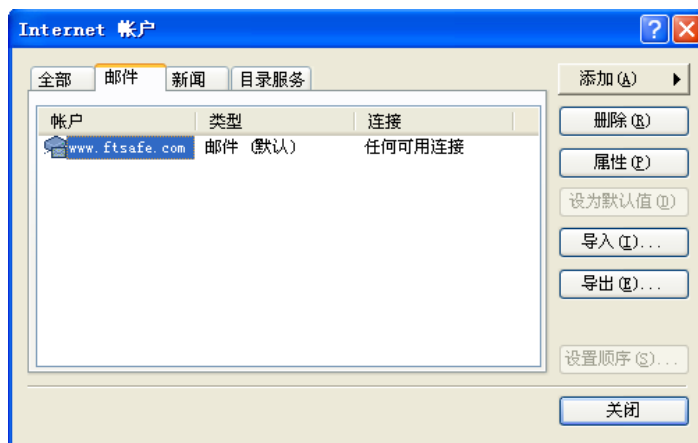 Internet 帐户
全部 邮件 新闻 目录服务
帐户 类型 连接
www.ftsafe.com 邮件 (默认) 任何可用连接
添加(A)
删除(R)
属性(P)
设为默认值(D)
导入(I)...
导出(E)...
设置顺序(S)...
关闭